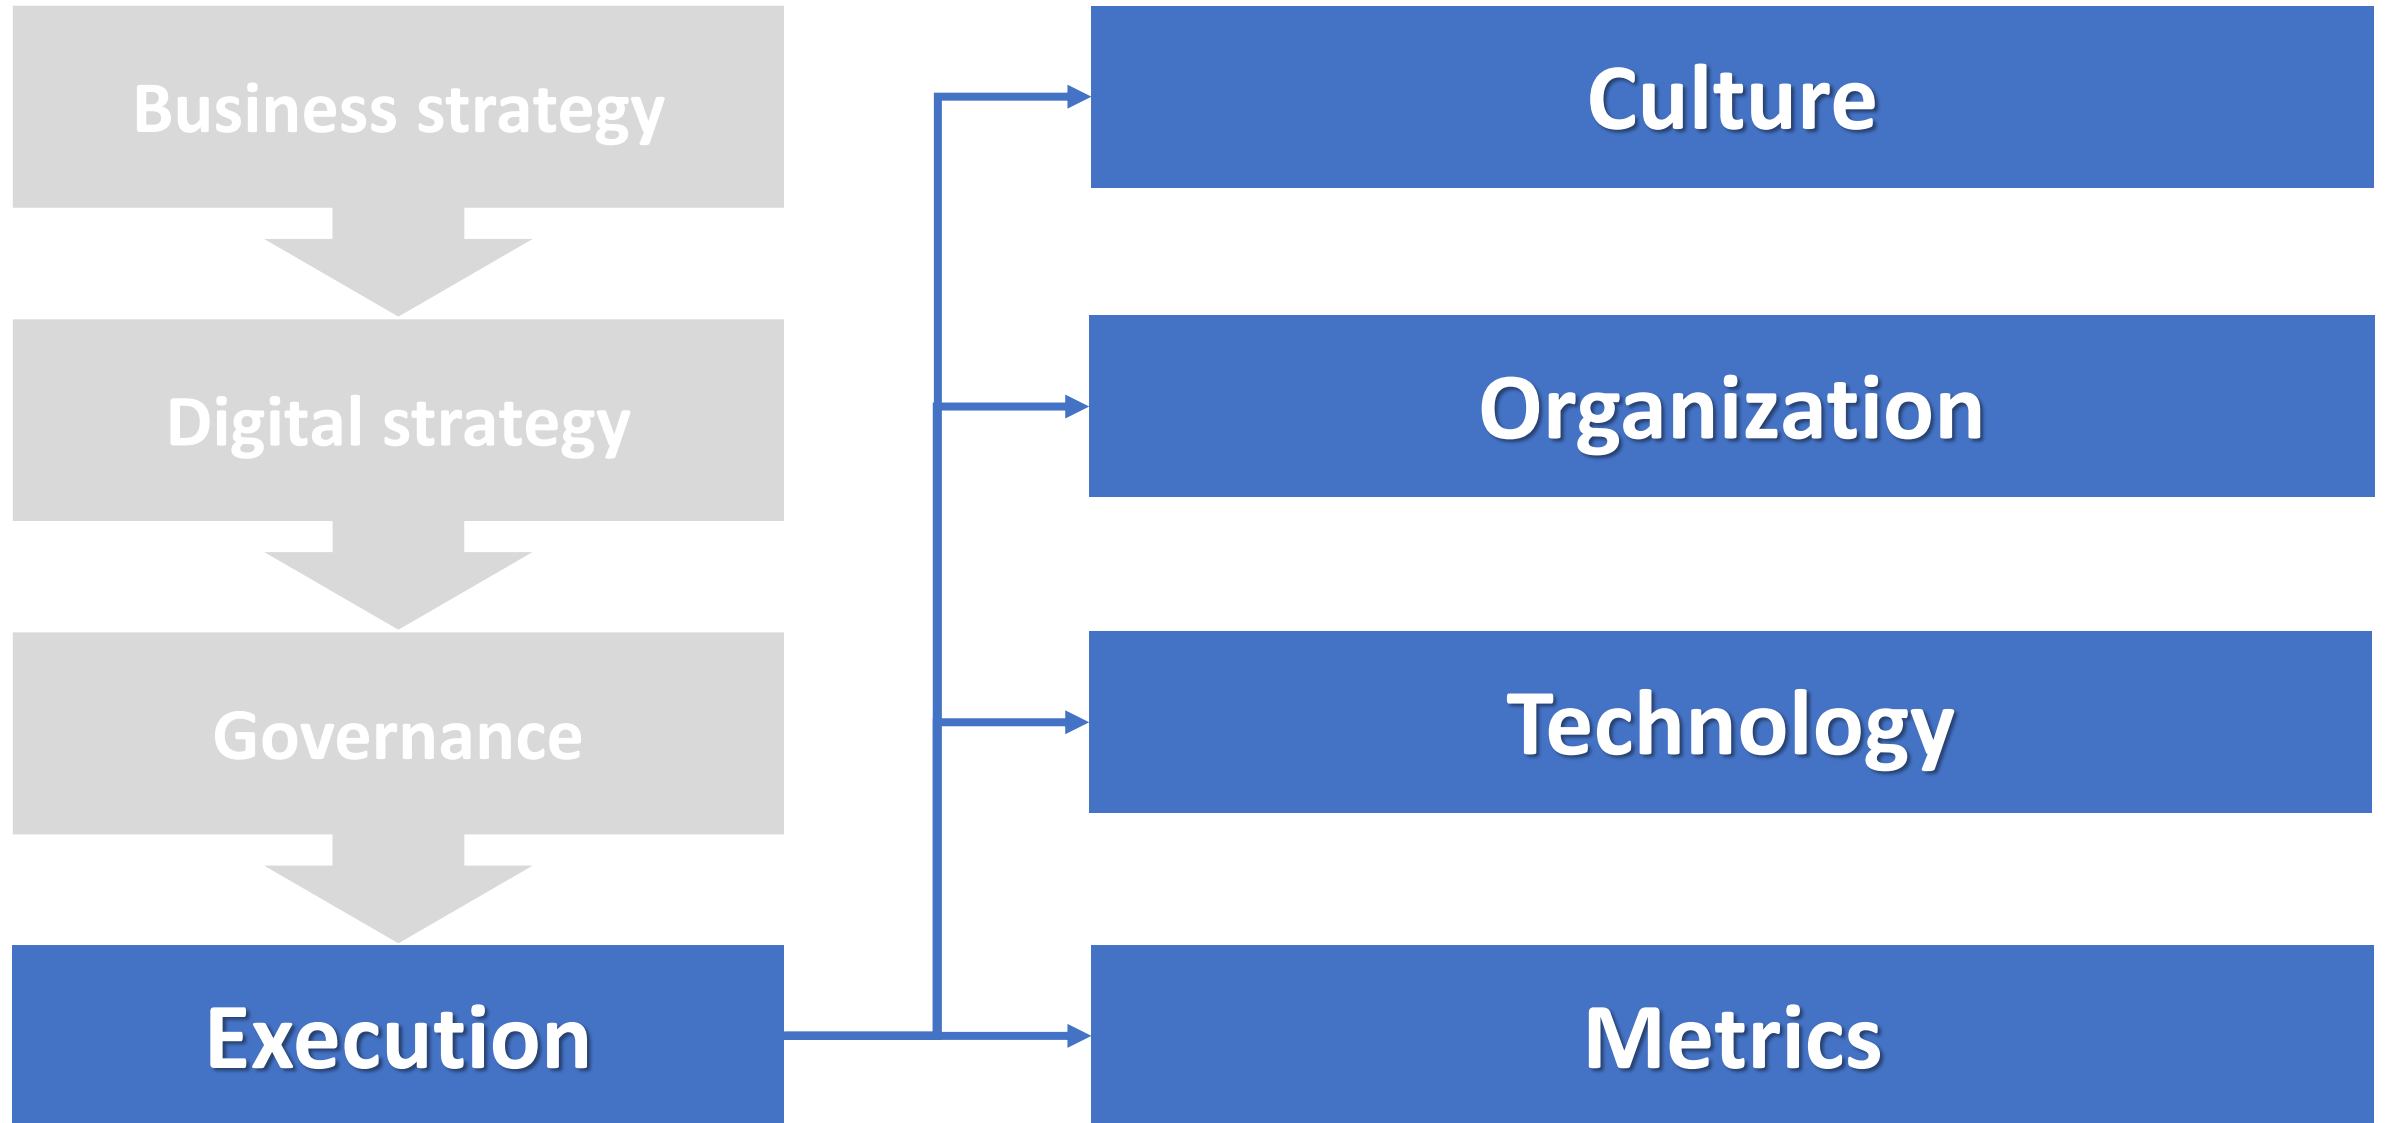 Business strategy
Digital strategy
Governance
Execution
Culture
Organization
Technology
Metrics